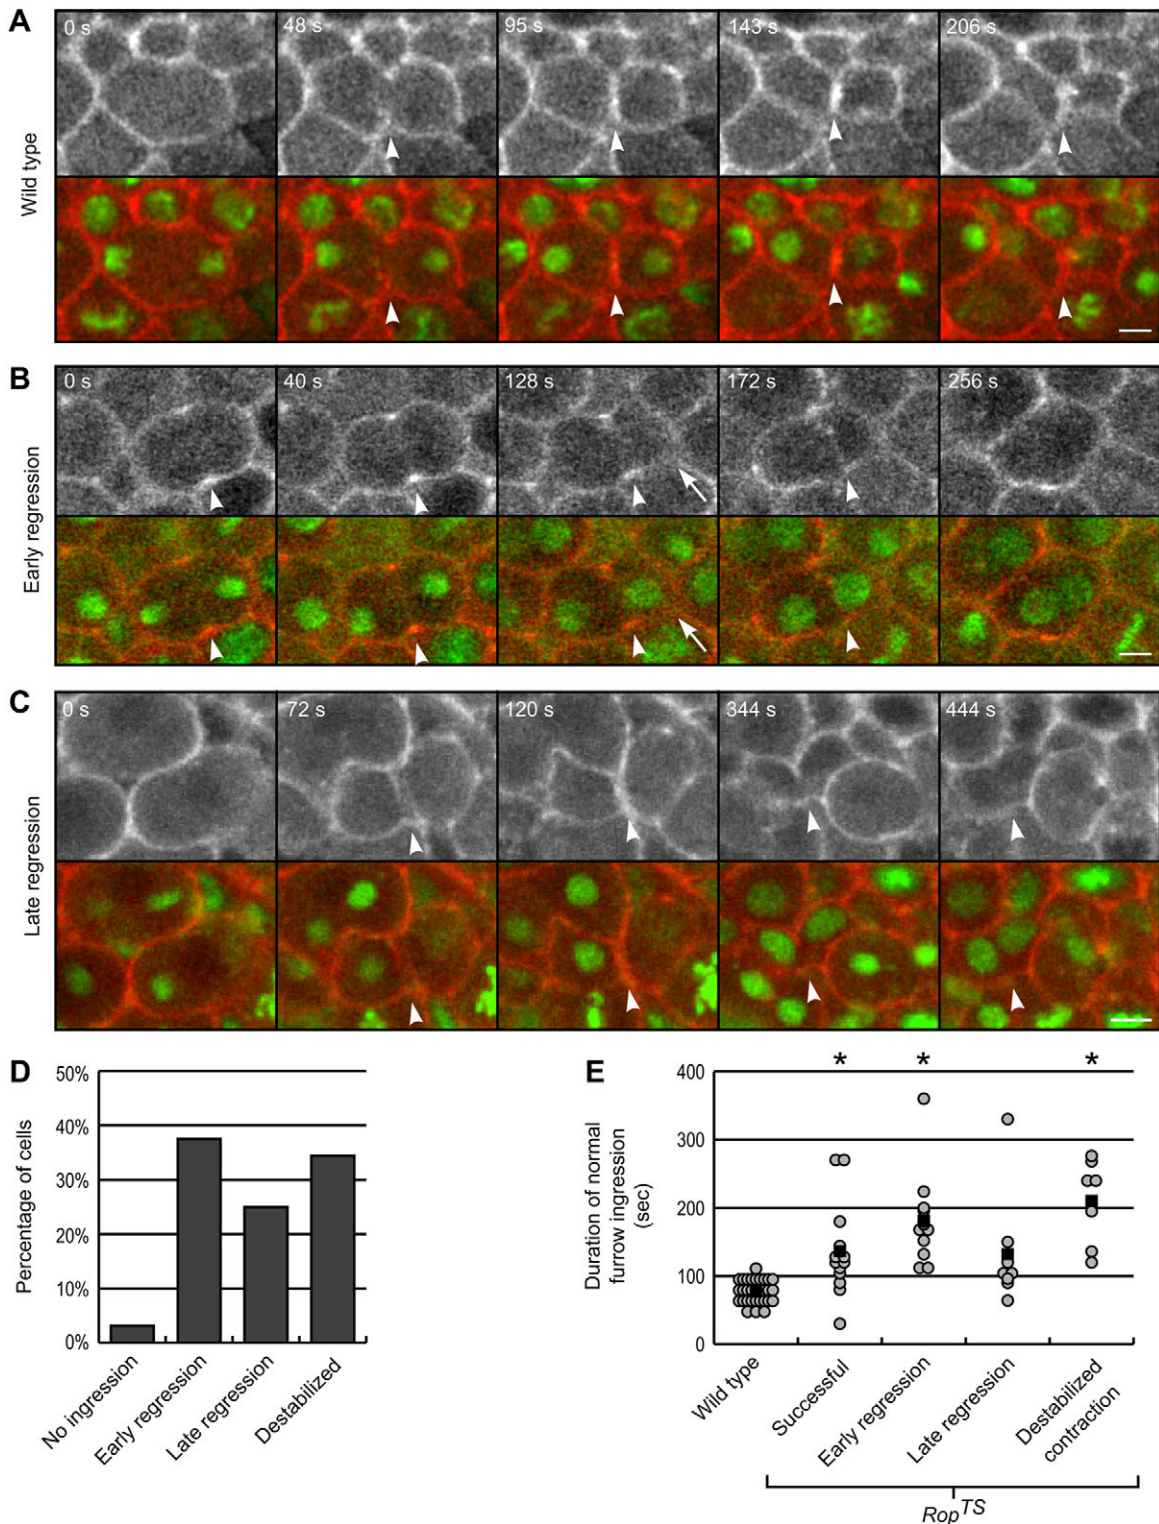 A
0 s
48 s
95 s
143 s
206 s
Wild type
B
0 s
40 s
128 s
172 s
256 s
Early regression
C
0 s
72 s
120 s
344 s
444 s
Late regression
D
50%
40%
30%
20%
10%
0%
Percentage of cells
No ingression
Early regression
Late regression
Destabilized
E
* * *
400
300
200
100
0
Duration of normal
furrow ingression
(sec)
Wild type
Successful
Early regression
Late regression
Destabilized
contraction
Rop^TS